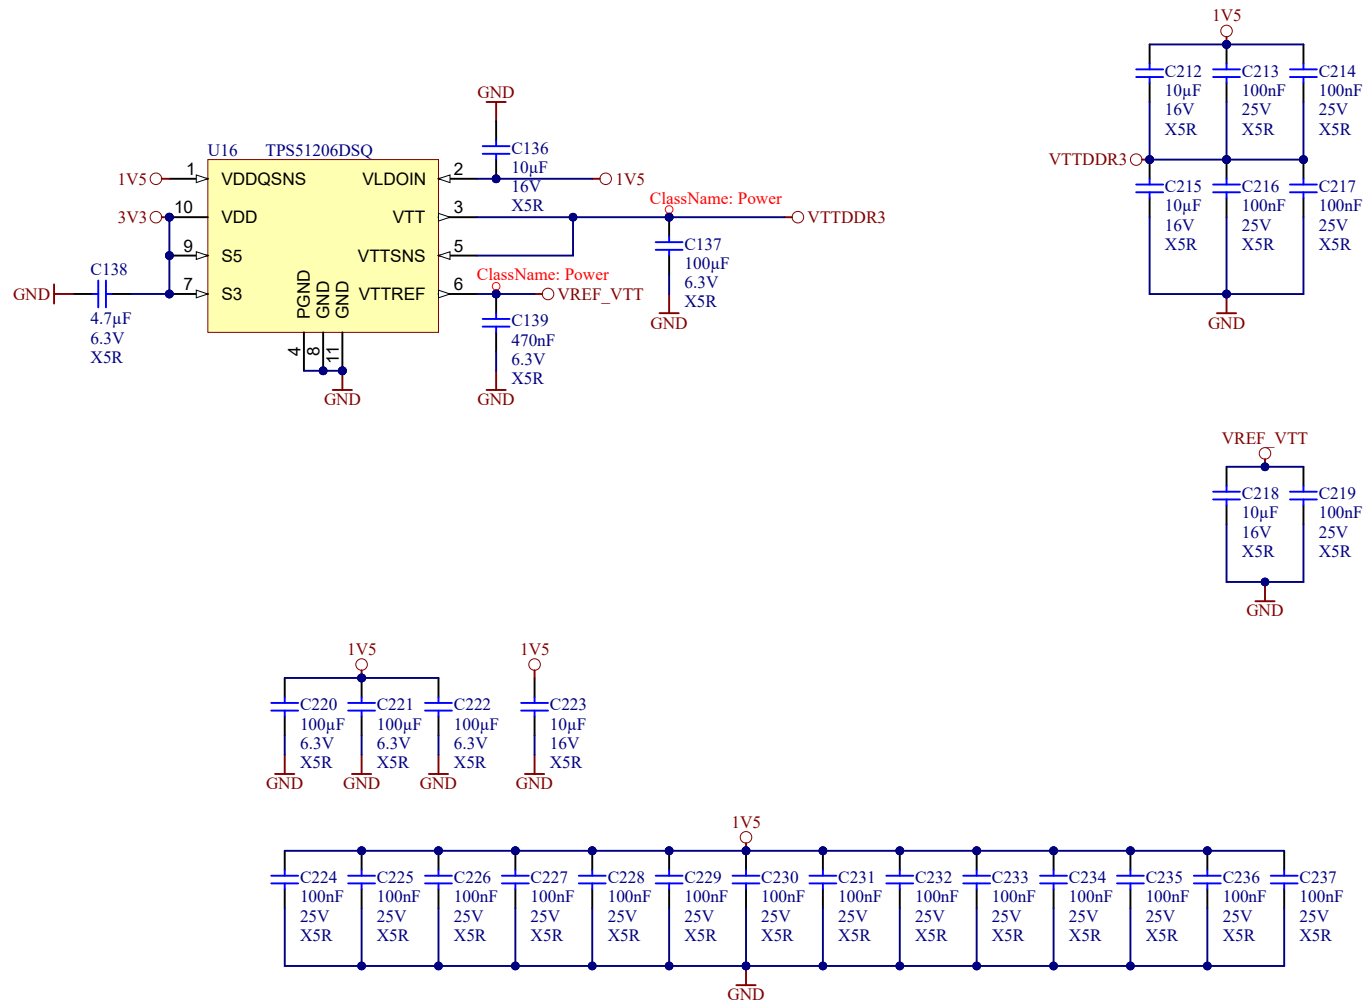 GND
U16 TPS51206DSQ
1V5
1 VDDQSNS
3V3
10 VDD
9 S5
7 S3
VLDOIN 2
VTT 3
VTTSNS 5
VTTREF 6
PGND
GND
GND
4
8
11
GND
C136
10µF
16V
X5R
1V5
ClassName: Power
VTTDDR3
C137
100µF
6.3V
X5R
GND
ClassName: Power
VREF_VTT
C139
470nF
6.3V
X5R
GND
GND
C138
4.7µF
6.3V
X5R
1V5
C212
10µF
16V
X5R
C213
100nF
25V
X5R
C214
100nF
25V
X5R
VTTDDR3
C215
10µF
16V
X5R
C216
100nF
25V
X5R
C217
100nF
25V
X5R
GND
VREF_VTT
C218
10µF
16V
X5R
C219
100nF
25V
X5R
GND
1V5
C220
100µF
6.3V
X5R
GND
C221
100µF
6.3V
X5R
GND
C222
100µF
6.3V
X5R
GND
1V5
C223
10µF
16V
X5R
GND
1V5
C224
100nF
25V
X5R
C225
100nF
25V
X5R
C226
100nF
25V
X5R
C227
100nF
25V
X5R
C228
100nF
25V
X5R
C229
100nF
25V
X5R
C230
100nF
25V
X5R
C231
100nF
25V
X5R
C232
100nF
25V
X5R
C233
100nF
25V
X5R
C234
100nF
25V
X5R
C235
100nF
25V
X5R
C236
100nF
25V
X5R
C237
100nF
25V
X5R
GND